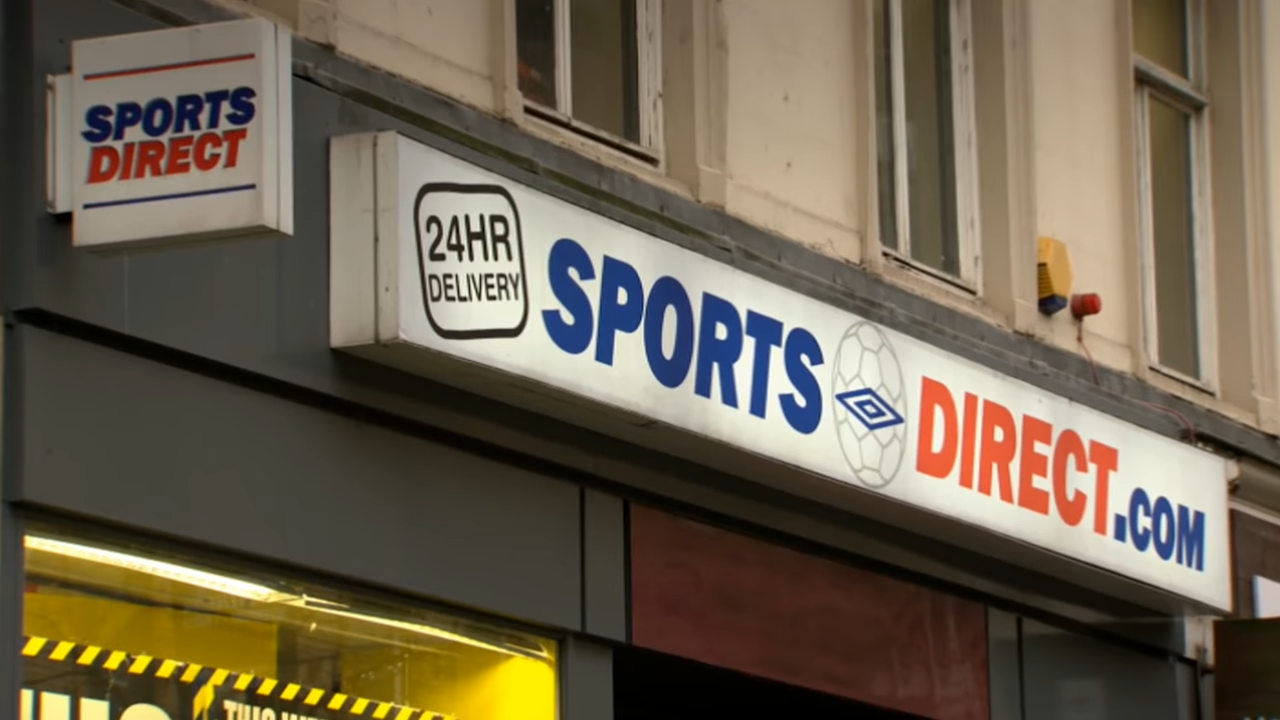 SPORTS
DIRECT
24HR
DELIVERY
SPORTS DIRECT.COM